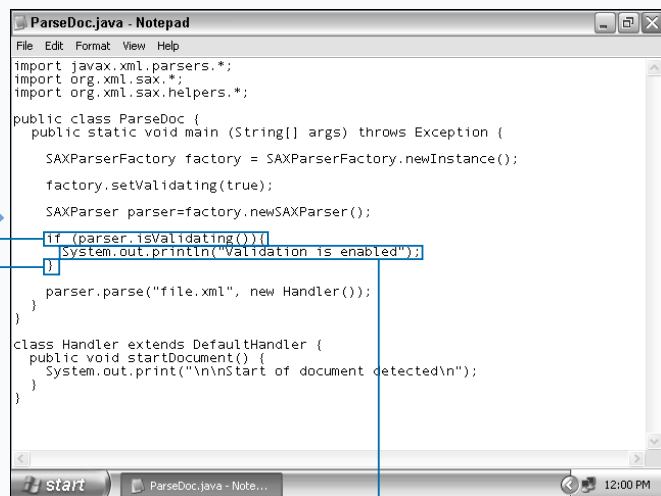 ParseDoc.java - Notepad
File Edit Format View Help
import javax.xml.parsers.*;
import org.xml.sax.*;
import org.xml.sax.helpers.*;
public class ParseDoc {
public static void main (String[] args) throws Exception {
SAXParserFactory factory = SAXParserFactory.newInstance();
factory.setValidating(true);
SAXParser parser=factory.newSAXParser();
if (parser.isValidating()){
System.out.println("Validation is enabled");
}
parser.parse("file.xml", new Handler());
}
}
class Handler extends DefaultHandler {
public void startDocument() {
System.out.print("\n\nStart of document detected\n");
}
}
start
ParseDoc.java - Note...
12:00 PM